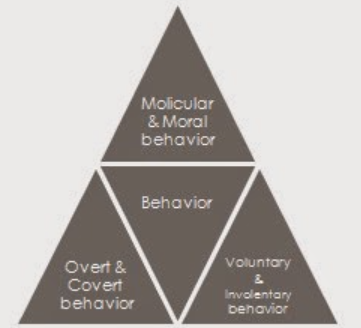 Molicular
& Moral
behavior
Behavior
Overt &
Covert
behavior
Voluntary
&
Involentary
behavior